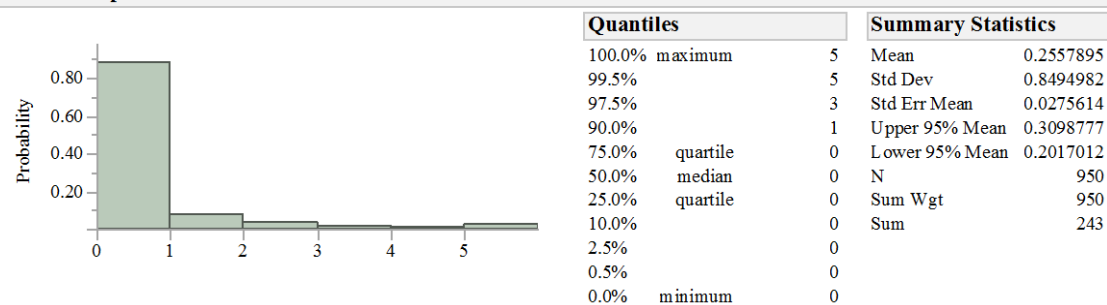 0.80
0.60
0.40
0.20
Probability
0 1 2 3 4 5
Quantiles
100.0% maximum 5
99.5% 5
97.5% 3
90.0% 1
75.0% quartile 0
50.0% median 0
25.0% quartile 0
10.0% 0
2.5% 0
0.5% 0
0.0% minimum 0
Summary Statistics
Mean 0.2557895
Std Dev 0.8494982
Std Err Mean 0.0275614
Upper 95% Mean 0.3098777
Lower 95% Mean 0.2017012
N 950
Sum Wgt 950
Sum 243